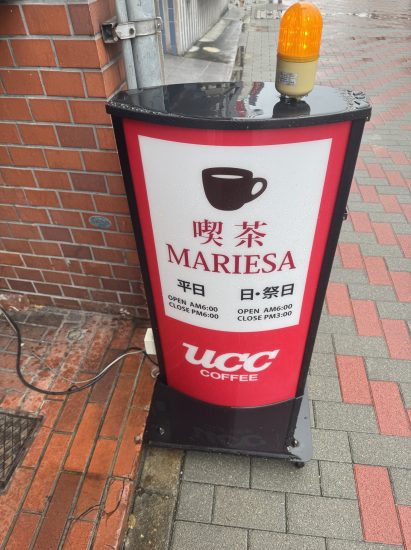 喫茶
MARIESA
平日 日・祭日
OPEN AM6:00 OPEN AM6:00
CLOSE PM6:00 CLOSE PM3:00
UCC
COFFEE